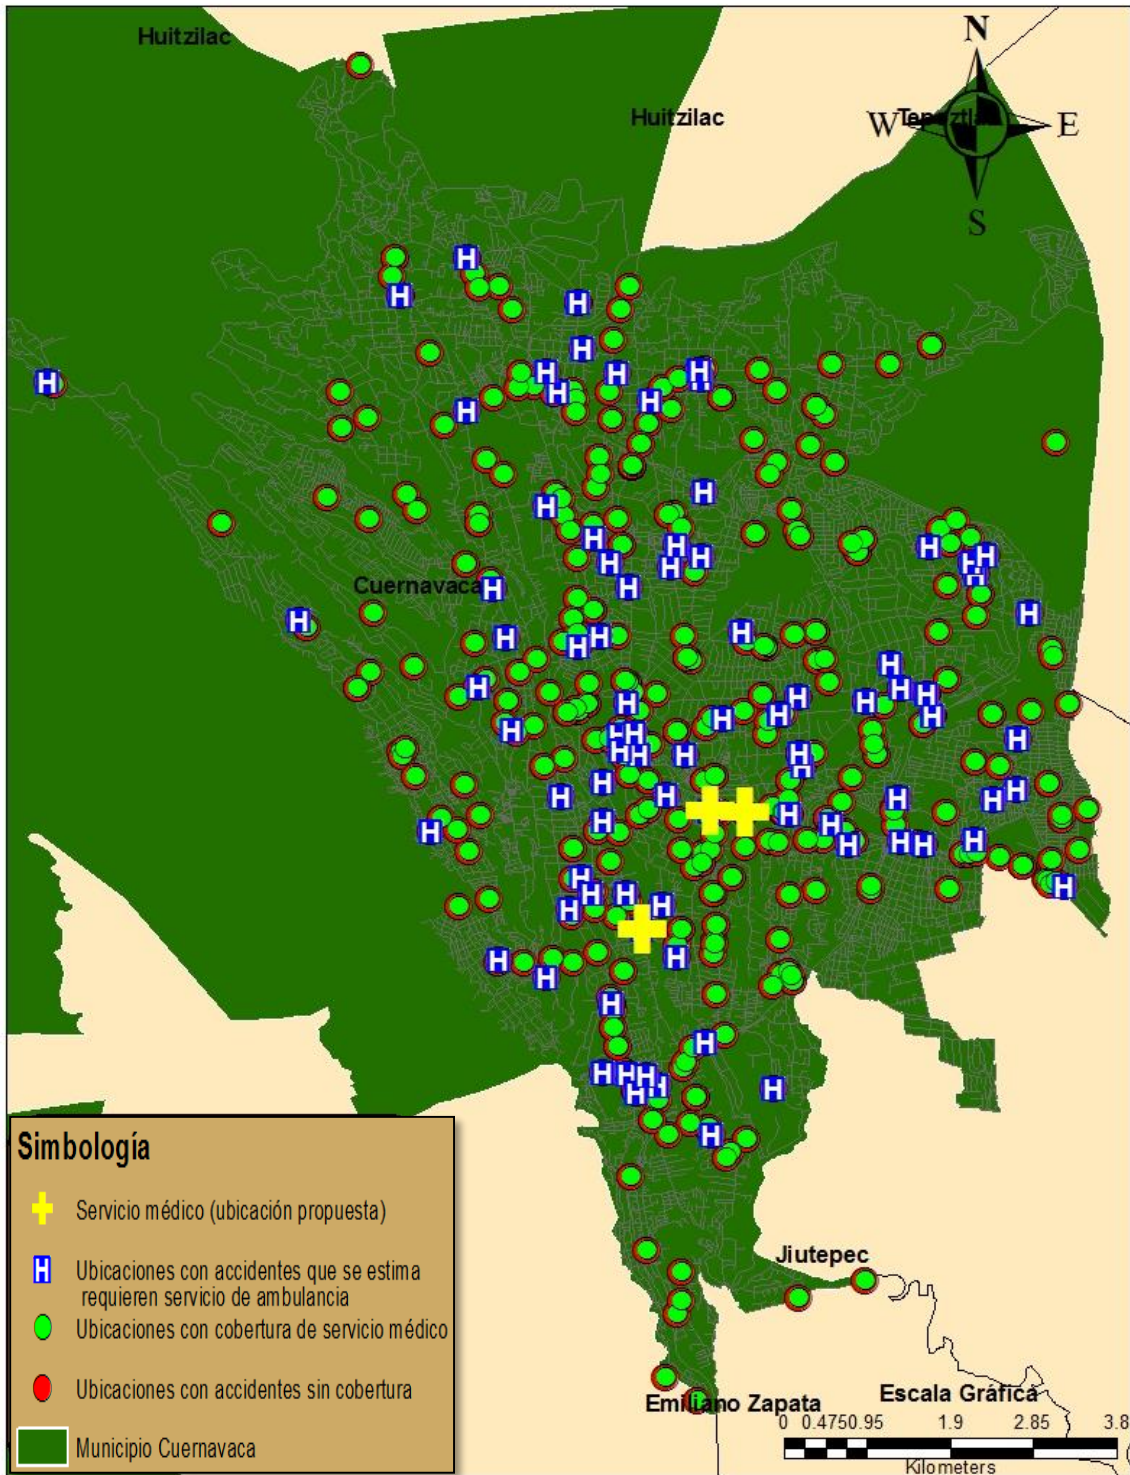 Huitzilac
N
Huitzilac
W
E
S
Cuernavaca
Simbología
Servicio médico (ubicación propuesta)
H
Ubicaciones con accidentes que se estima
requieren servicio de ambulancia
Ubicaciones con cobertura de servicio médico
Ubicaciones con accidentes sin cobertura
Municipio Cuernavaca
Jiutepec
Emiliano Zapata
Escala Gráfica
0 0.4750.95 1.9 2.85 3.8
Kilometers